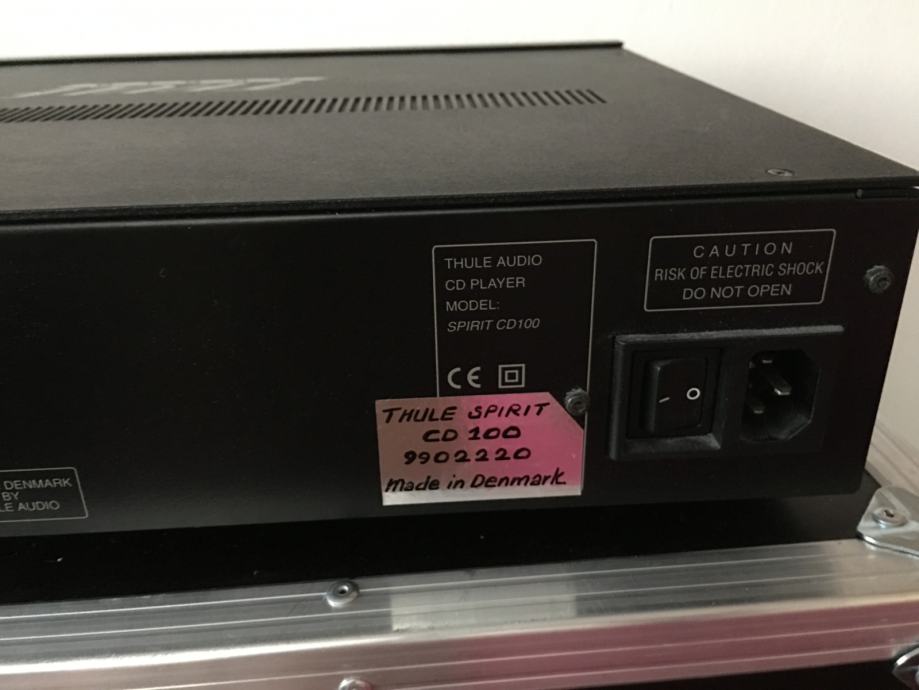 THULE AUDIO
CD PLAYER
MODEL:
SPIRIT CD100
CE
CAUTION
RISK OF ELECTRIC SHOCK
DO NOT OPEN
THULE SPIRIT
CD 100
9902220
Made in Denmark
DENMARK
BY
LE AUDIO